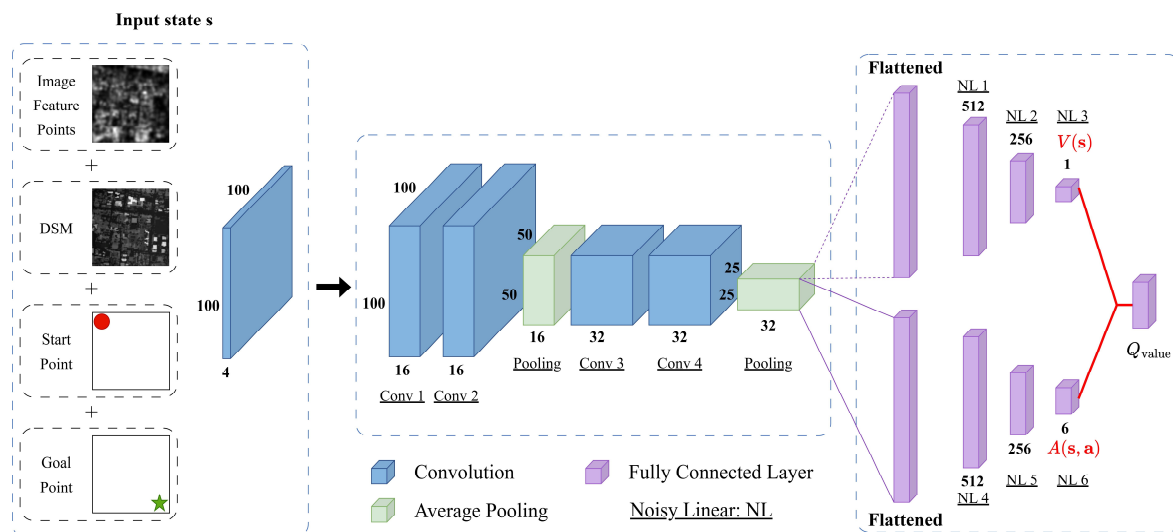 Input state s
Image
Feature
Points
+
DSM
+
Start
Point
+
Goal
Point
100
100
4
100
100
16
16
Conv 1
Conv 2
50
50
16
Pooling
32
Conv 3
32
Conv 4
25
25
32
Pooling
Convolution
Average Pooling
Fully Connected Layer
Noisy Linear: NL
Flattened
NL 1
512
NL 2
256
NL 3
V(s)
1
Q_value
6
A(s, a)
256
512
NL 4
NL 5
NL 6
Flattened